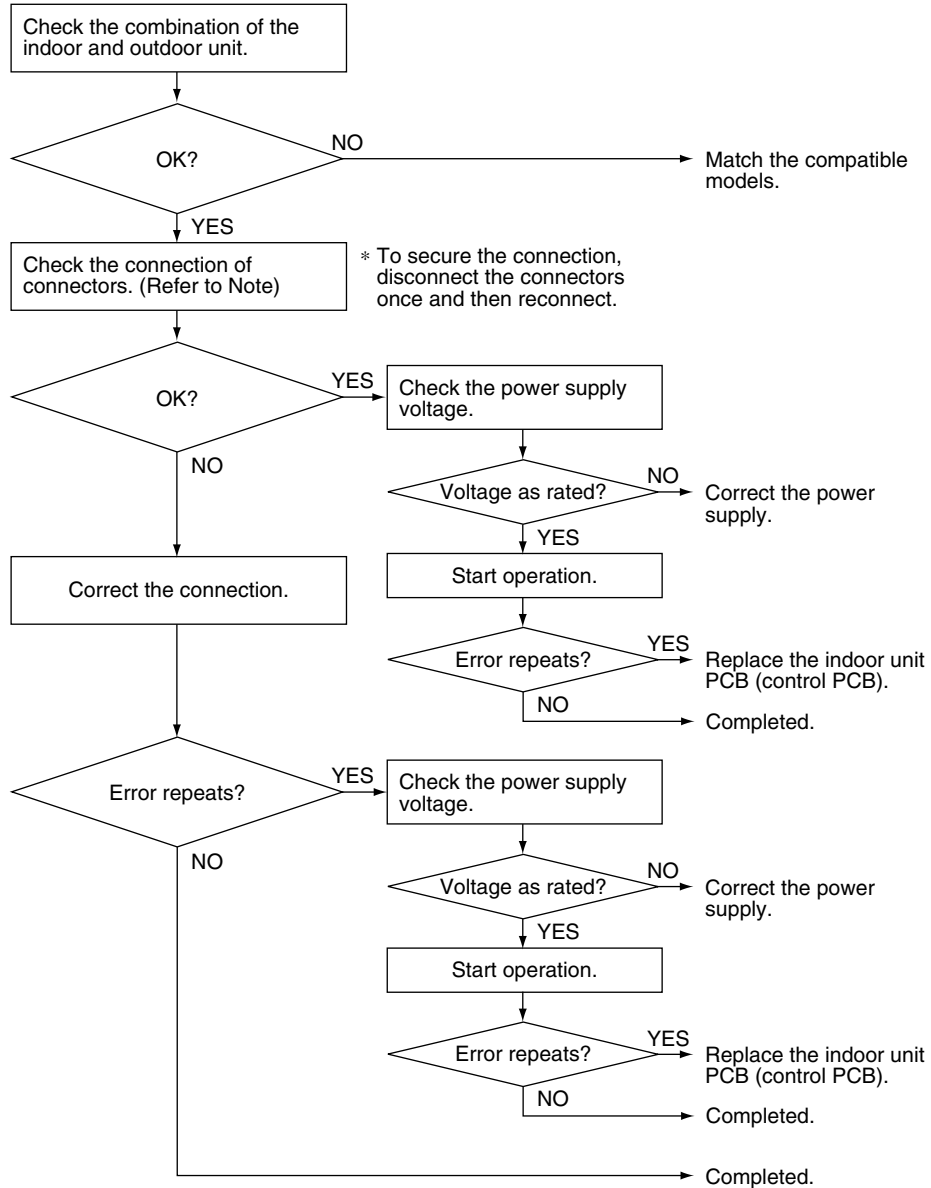 Check the combination of the
indoor and outdoor unit.
OK?
NO
Match the compatible
models.
YES
Check the connection of
connectors. (Refer to Note)
* To secure the connection,
disconnect the connectors
once and then reconnect.
OK?
YES
Check the power supply
voltage.
NO
Voltage as rated?
NO
Correct the power
supply.
YES
Start operation.
Correct the connection.
Error repeats?
YES
Replace the indoor unit
PCB (control PCB).
NO
Completed.
Error repeats?
YES
Check the power supply
voltage.
NO
Voltage as rated?
NO
Correct the power
supply.
YES
Start operation.
Error repeats?
YES
Replace the indoor unit
PCB (control PCB).
NO
Completed.
Completed.